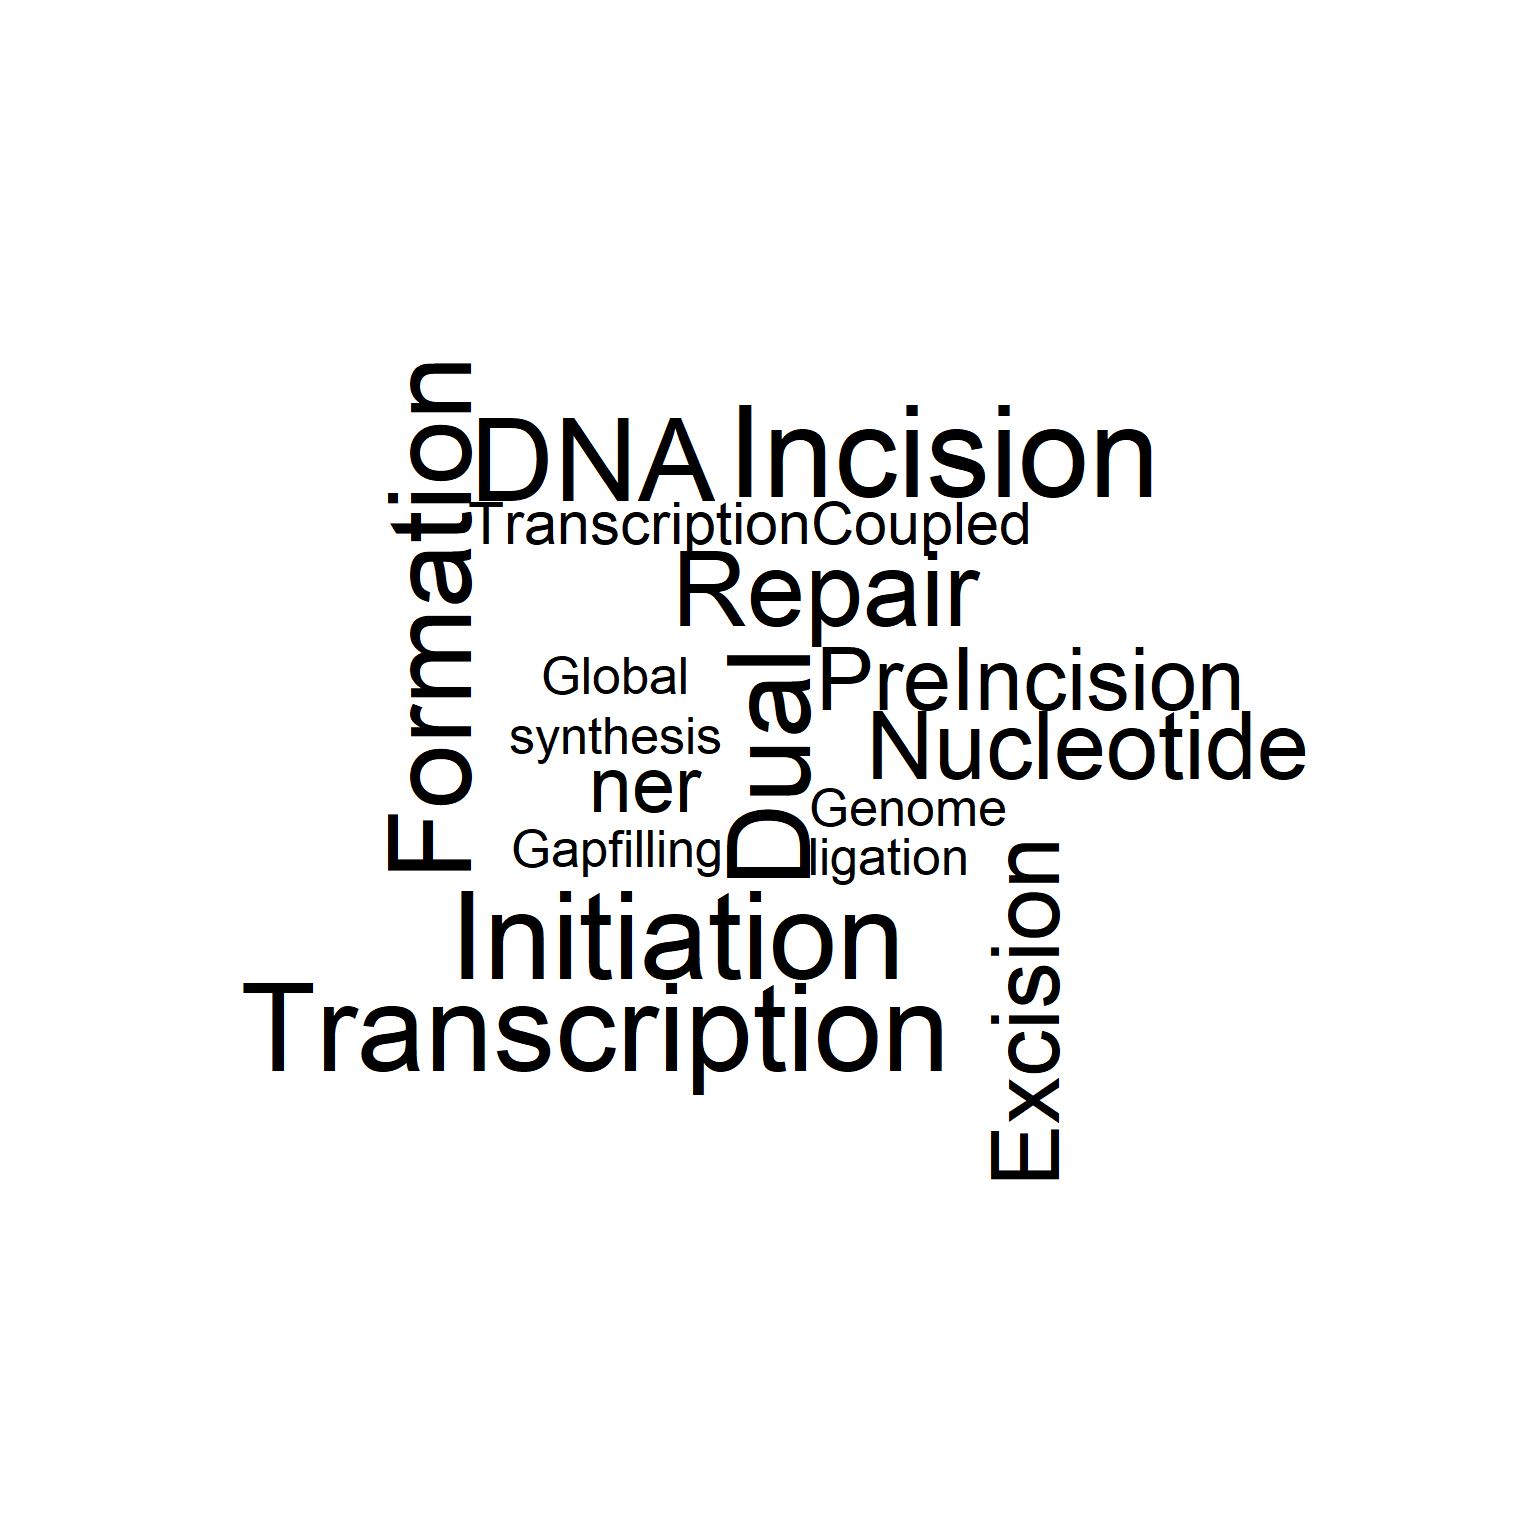 Formation
DNA
Incision
TranscriptionCoupled
Repair
Global
Dual
PreIncision
synthesis
Nucleotide
ner
Genome
Gapfilling
ligation
Excision
Initiation
Transcription